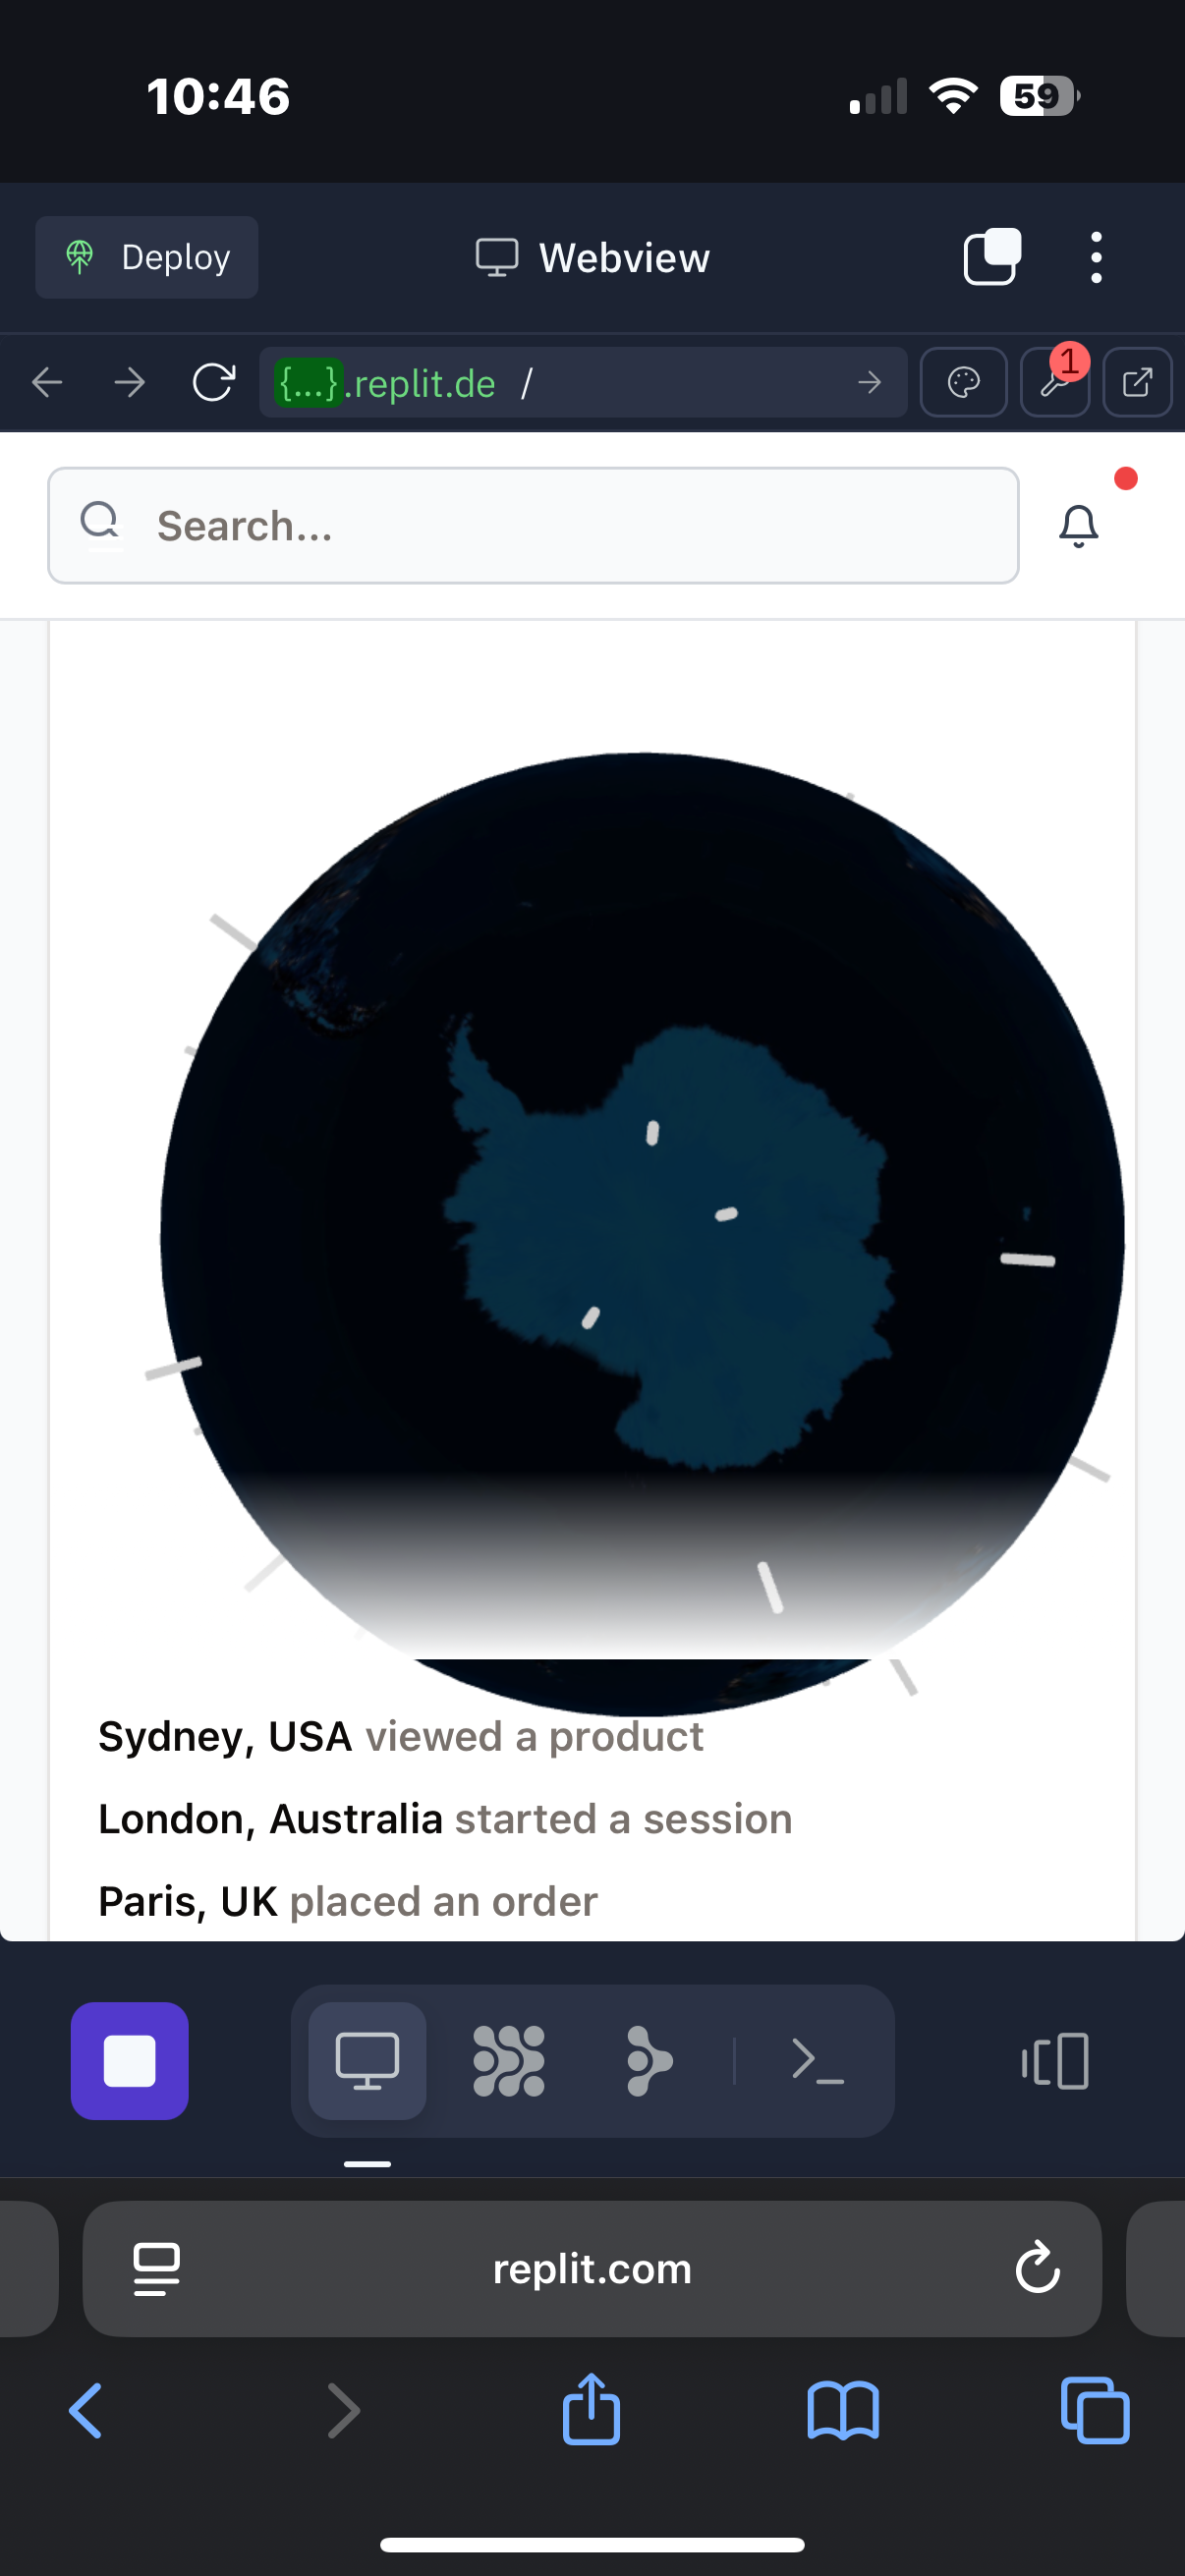 10:46
59
Deploy
Webview
{...}.replit.de /
1
Search...
Sydney, USA viewed a product
London, Australia started a session
Paris, UK placed an order
replit.com